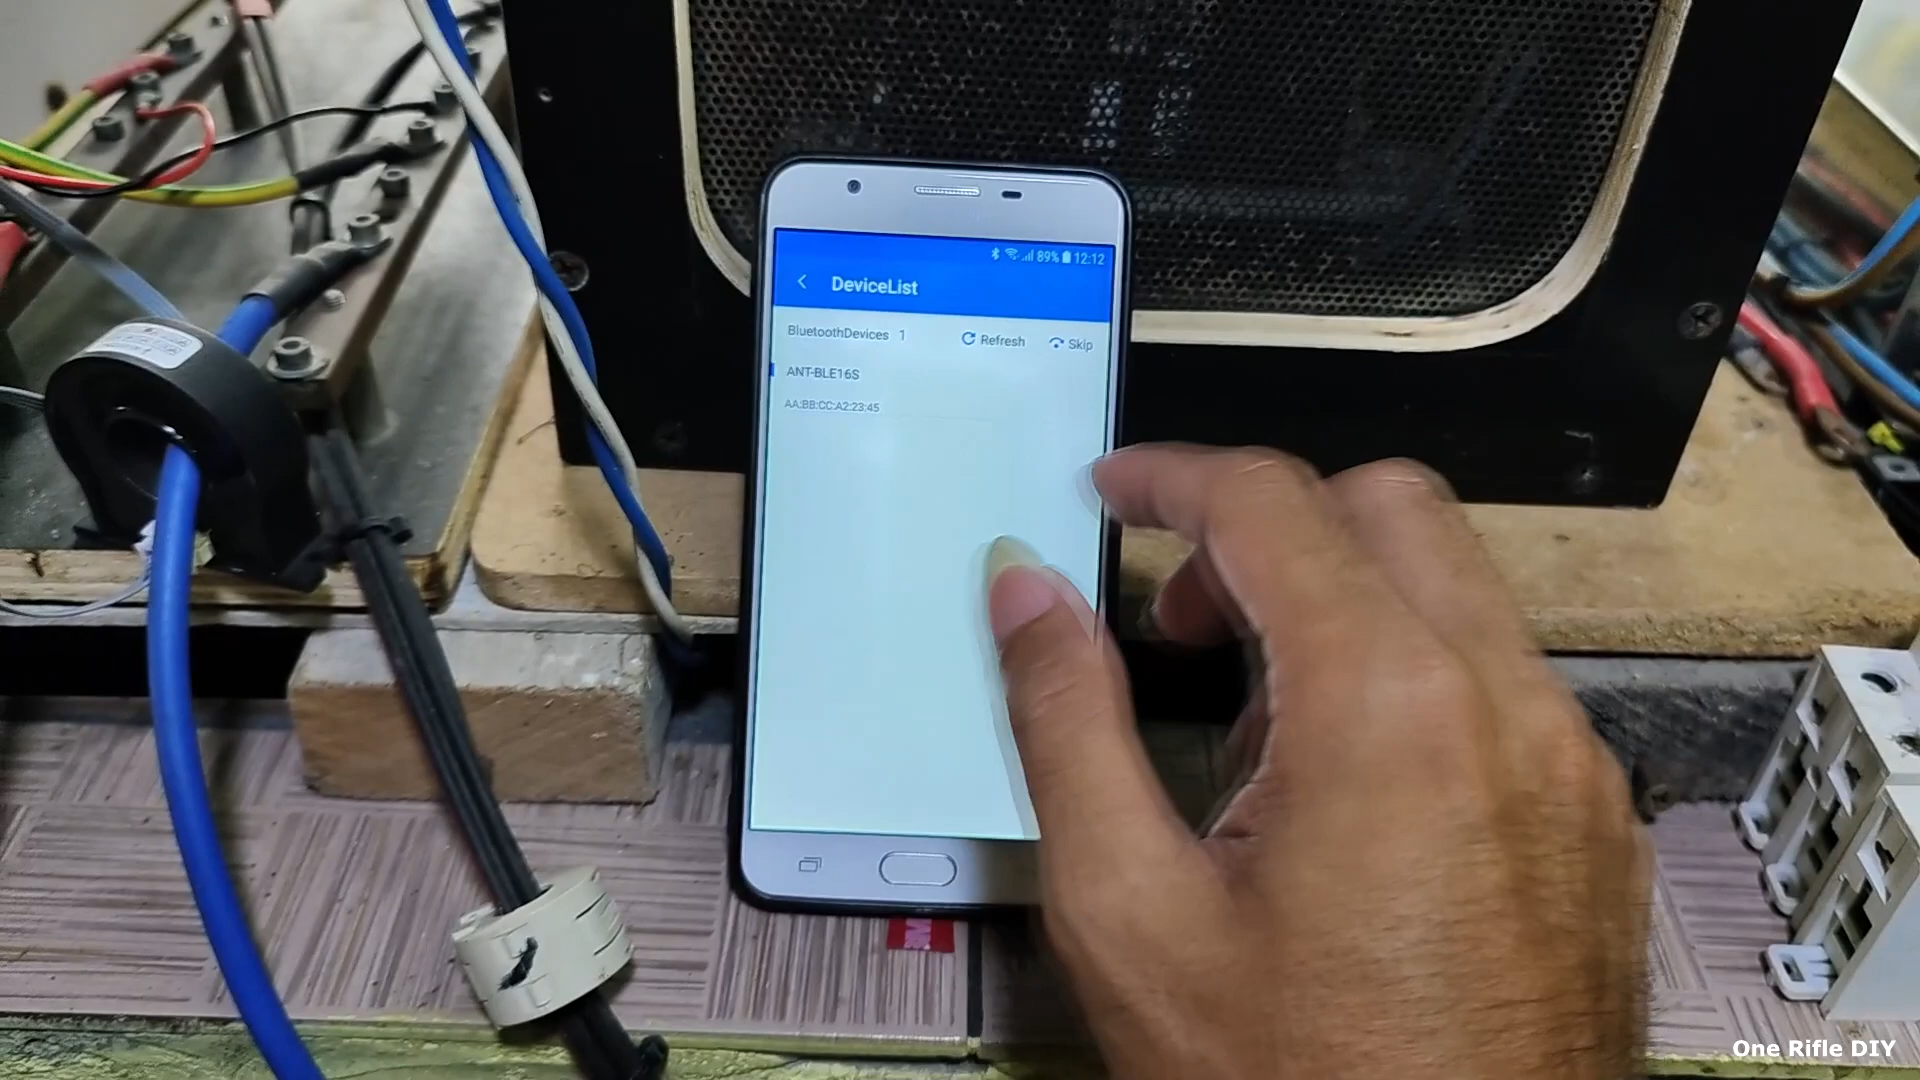 89% 12:12
DeviceList
BluetoothDevices 1 Refresh Skip
ANT-BLE16S
AA:BB:CC:A2:23:45
One Rifle DIY